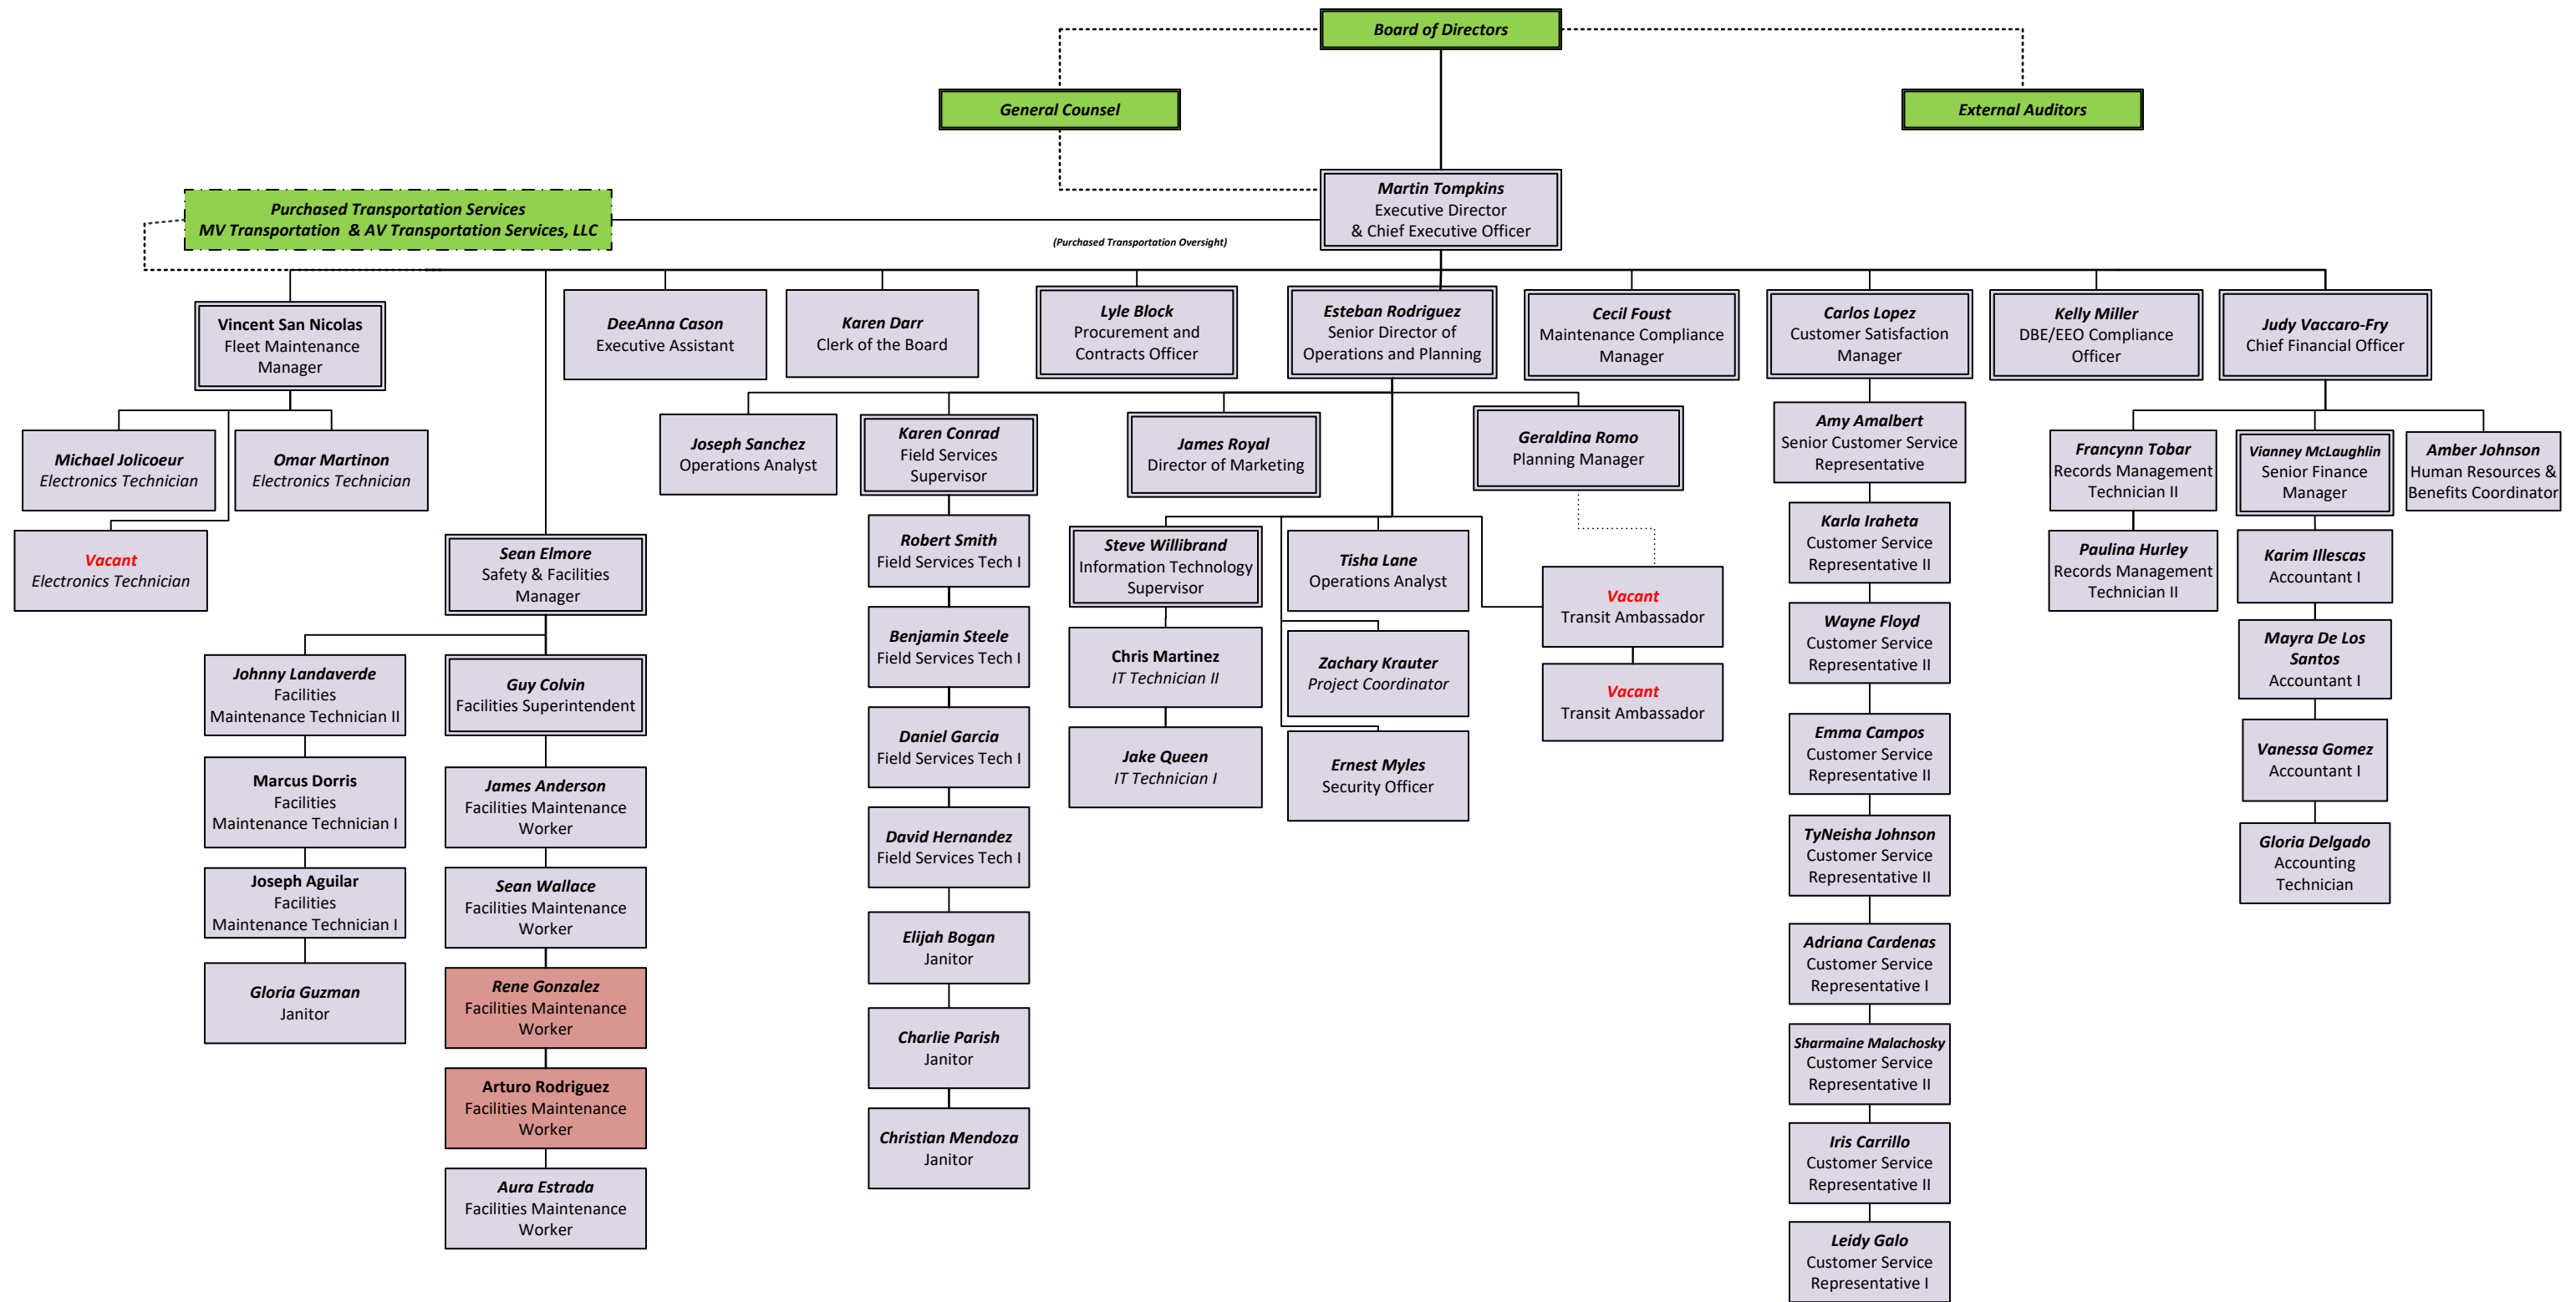 Board of Directors
General Counsel
External Auditors
Martin Tompkins
Executive Director
& Chief Executive Officer
Purchased Transportation Services
MV Transportation & AV Transportation Services, LLC
(Purchased Transportation Oversight)
Vincent San Nicolas
Fleet Maintenance
Manager
DeeAnna Cason
Executive Assistant
Karen Darr
Clerk of the Board
Lyle Block
Procurement and
Contracts Officer
Esteban Rodriguez
Senior Director of
Operations and Planning
Cecil Foust
Maintenance Compliance
Manager
Carlos Lopez
Customer Satisfaction
Manager
Kelly Miller
DBE/EEO Compliance
Officer
Judy Vaccaro-Fry
Chief Financial Officer
Michael Jolicoeur
Electronics Technician
Omar Martinon
Electronics Technician
Vacant
Electronics Technician
Sean Elmore
Safety & Facilities
Manager
Johnny Landaverde
Facilities
Maintenance Technician II
Marcus Dorris
Facilities
Maintenance Technician I
Joseph Aguilar
Facilities
Maintenance Technician I
Gloria Guzman
Janitor
Guy Colvin
Facilities Superintendent
James Anderson
Facilities Maintenance
Worker
Sean Wallace
Facilities Maintenance
Worker
Rene Gonzalez
Facilities Maintenance
Worker
Arturo Rodriguez
Facilities Maintenance
Worker
Aura Estrada
Facilities Maintenance
Worker
Joseph Sanchez
Operations Analyst
Karen Conrad
Field Services
Supervisor
Robert Smith
Field Services Tech I
Benjamin Steele
Field Services Tech I
Daniel Garcia
Field Services Tech I
David Hernandez
Field Services Tech I
Elijah Bogan
Janitor
Charlie Parish
Janitor
Christian Mendoza
Janitor
James Royal
Director of Marketing
Geraldina Romo
Planning Manager
Steve Willibrand
Information Technology
Supervisor
Chris Martinez
IT Technician II
Jake Queen
IT Technician I
Tisha Lane
Operations Analyst
Zachary Krauter
Project Coordinator
Ernest Myles
Security Officer
Vacant
Transit Ambassador
Vacant
Transit Ambassador
Amy Amalbert
Senior Customer Service
Representative
Karla Iraheta
Customer Service
Representative II
Wayne Floyd
Customer Service
Representative II
Emma Campos
Customer Service
Representative II
TyNeisha Johnson
Customer Service
Representative II
Adriana Cardenas
Customer Service
Representative I
Sharmaine Malachosky
Customer Service
Representative II
Iris Carrillo
Customer Service
Representative II
Leidy Galo
Customer Service
Representative I
Francynn Tobar
Records Management
Technician II
Paulina Hurley
Records Management
Technician II
Vianney McLaughlin
Senior Finance
Manager
Karim Illescas
Accountant I
Mayra De Los
Santos
Accountant I
Vanessa Gomez
Accountant I
Gloria Delgado
Accounting
Technician
Amber Johnson
Human Resources &
Benefits Coordinator